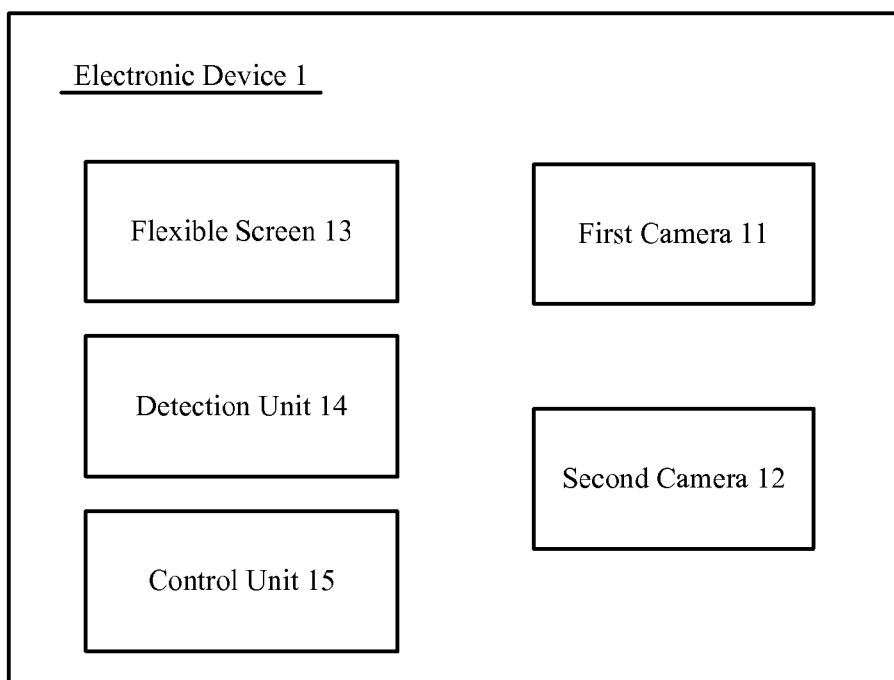 Electronic Device 1
Flexible Screen 13
First Camera 11
Detection Unit 14
Second Camera 12
Control Unit 15